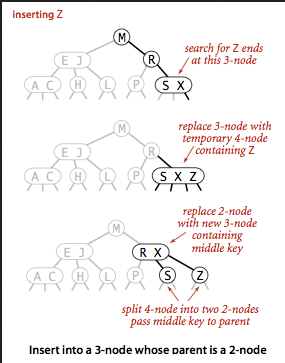 inserting Z
M
E J
R
search for Z ends
at this 3-node
A C
H
L
P
S X
replace 3-node with
temporary 4-node
containing Z
M
E J
R
A C
H
L
P
S X Z
replace 2-node
with new 3-node
containing
middle key
M
E J
R X
A C
H
L
P
S
Z
split 4-node into two 2-nodes
pass middle key to parent
Insert into a 3-node whose parent is a 2-node